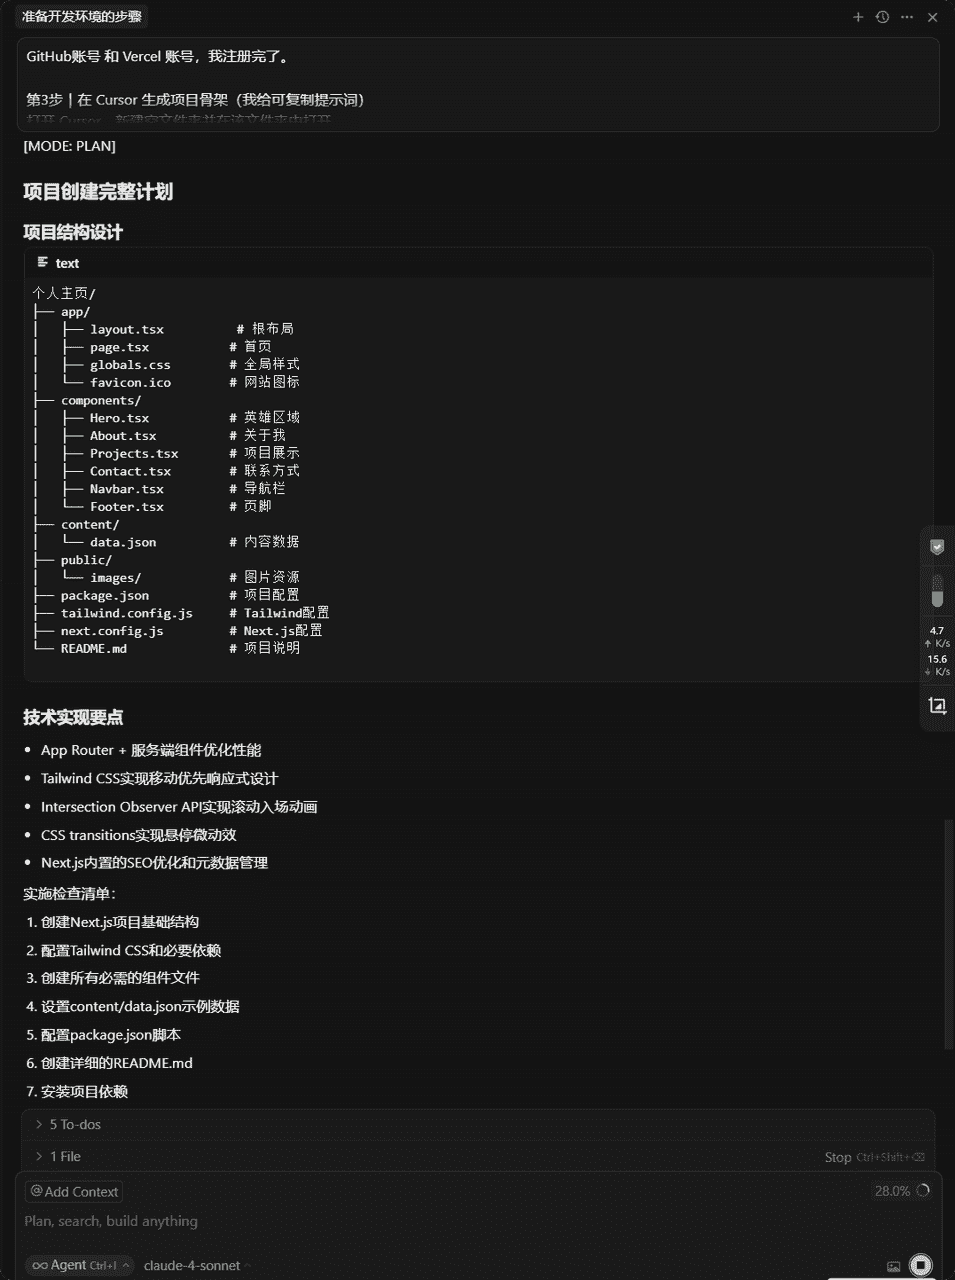 准备开发环境的步骤
GitHub账号 和 Vercel 账号，我注册完了。
第3步 | 在 Cursor 生成项目骨架（我给可复制提示词）
打开 Cursor，新建空文件夹并在该文件夹中打开
[MODE: PLAN]
项目创建完整计划
项目结构设计
text
个人主页/
├── app/
│   ├── layout.tsx          # 根布局
│   ├── page.tsx           # 首页
│   ├── globals.css        # 全局样式
│   └── favicon.ico        # 网站图标
├── components/
│   ├── Hero.tsx           # 英雄区域
│   ├── About.tsx          # 关于我
│   ├── Projects.tsx       # 项目展示
│   ├── Contact.tsx        # 联系方式
│   ├── Navbar.tsx         # 导航栏
│   └── Footer.tsx         # 页脚
├── content/
│   └── data.json          # 内容数据
├── public/
│   └── images/            # 图片资源
├── package.json           # 项目配置
├── tailwind.config.js     # Tailwind配置
├── next.config.js         # Next.js配置
└── README.md              # 项目说明
4.7
↑ K/s
15.6
↓ K/s
技术实现要点
• App Router + 服务端组件优化性能
• Tailwind CSS实现移动优先响应式设计
• Intersection Observer API实现滚动入场动画
• CSS transitions实现悬停微动效
• Next.js内置的SEO优化和元数据管理
实施检查清单：
1. 创建Next.js项目基础结构
2. 配置Tailwind CSS和必要依赖
3. 创建所有必需的组件文件
4. 设置content/data.json示例数据
5. 配置package.json脚本
6. 创建详细的README.md
7. 安装项目依赖
> 5 To-dos
> 1 File Stop Ctrl+Shift+⌫
@ Add Context 28.0%
Plan, search, build anything
∞ Agent Ctrl+I claude-4-sonnet